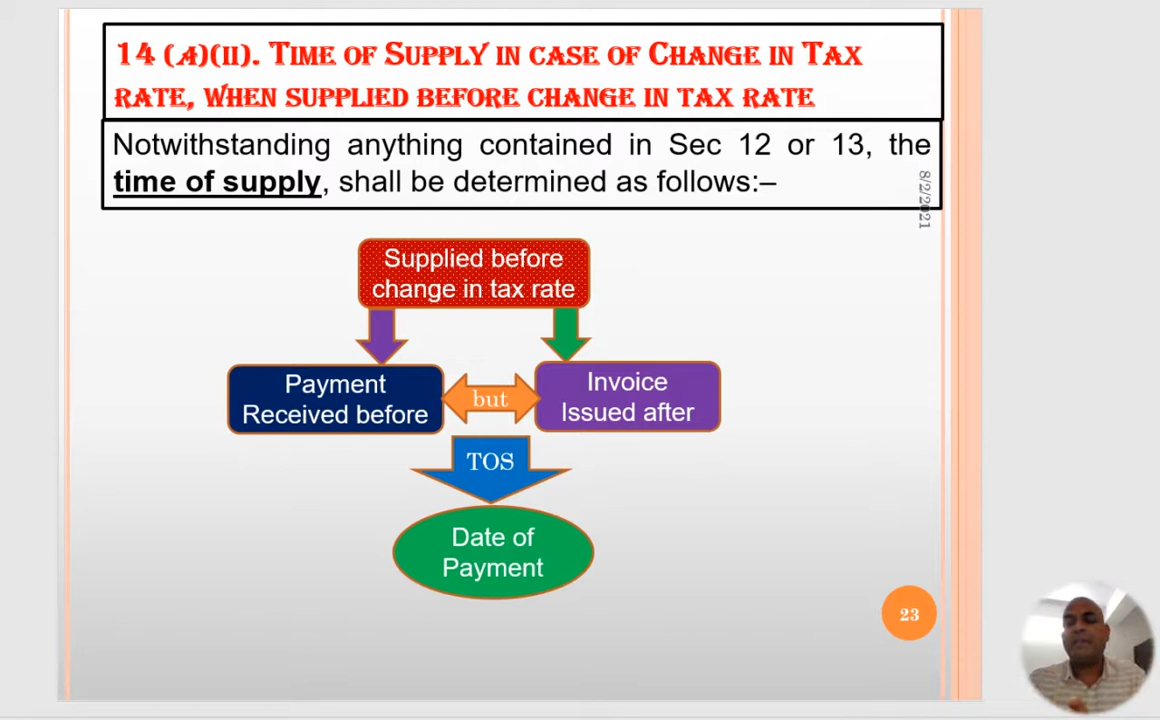 14 (A)(II). TIME OF SUPPLY IN CASE OF CHANGE IN TAX
RATE, WHEN SUPPLIED BEFORE CHANGE IN TAX RATE
Notwithstanding anything contained in Sec 12 or 13, the
time of supply, shall be determined as follows:–
8/2/2021
Supplied before
change in tax rate
Payment
Received before
but
Invoice
Issued after
TOS
Date of
Payment
23